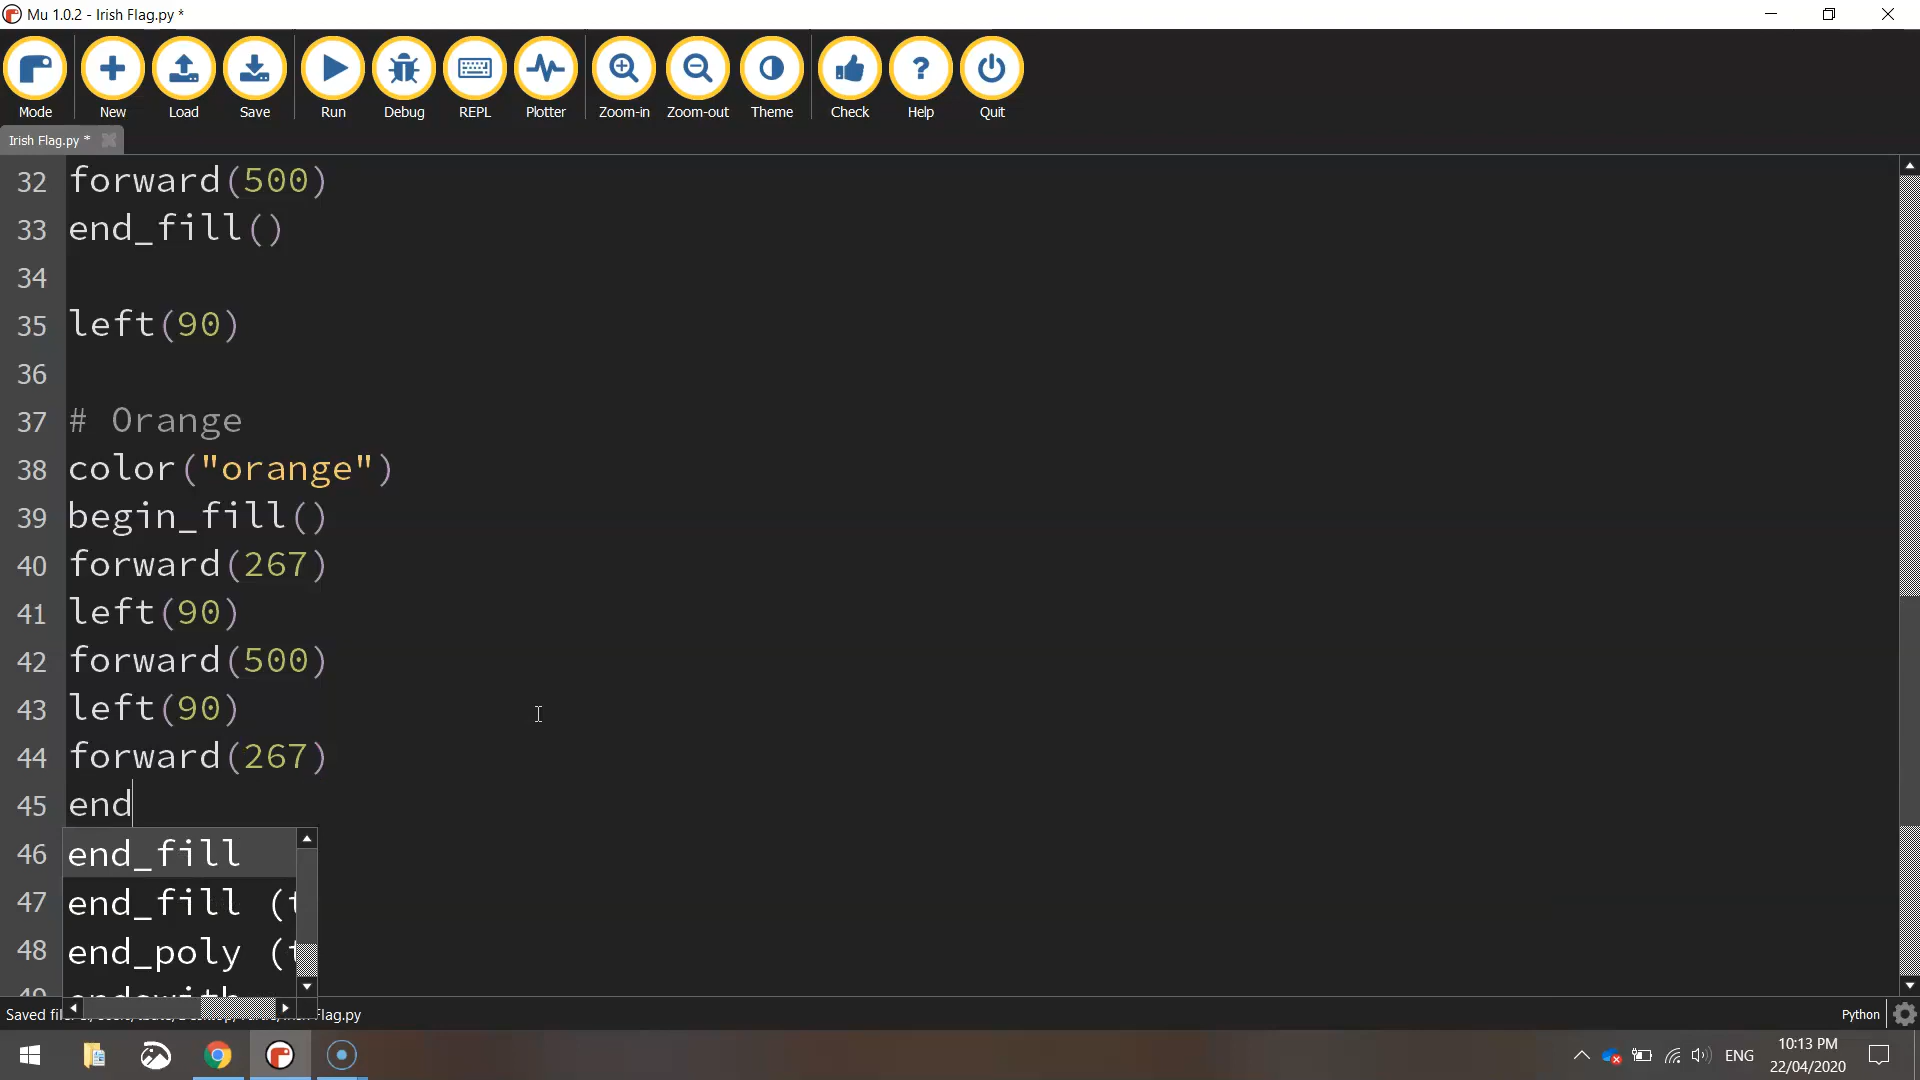 Mu 1.0.2 - Irish Flag.py *
Mode New Load Save Run Debug REPL Plotter Zoom-in Zoom-out Theme Check Help Quit
Irish Flag.py *
32 forward(500)
33 end_fill()
34
35 left(90)
36
37 # Orange
38 color("orange")
39 begin_fill()
40 forward(267)
41 left(90)
42 forward(500)
43 left(90)
44 forward(267)
45 end
46 end_fill
47 end_fill (t
48 end_poly (t
49 endswith
Saved file: Flag.py
Python
ENG
10:13 PM
22/04/2020